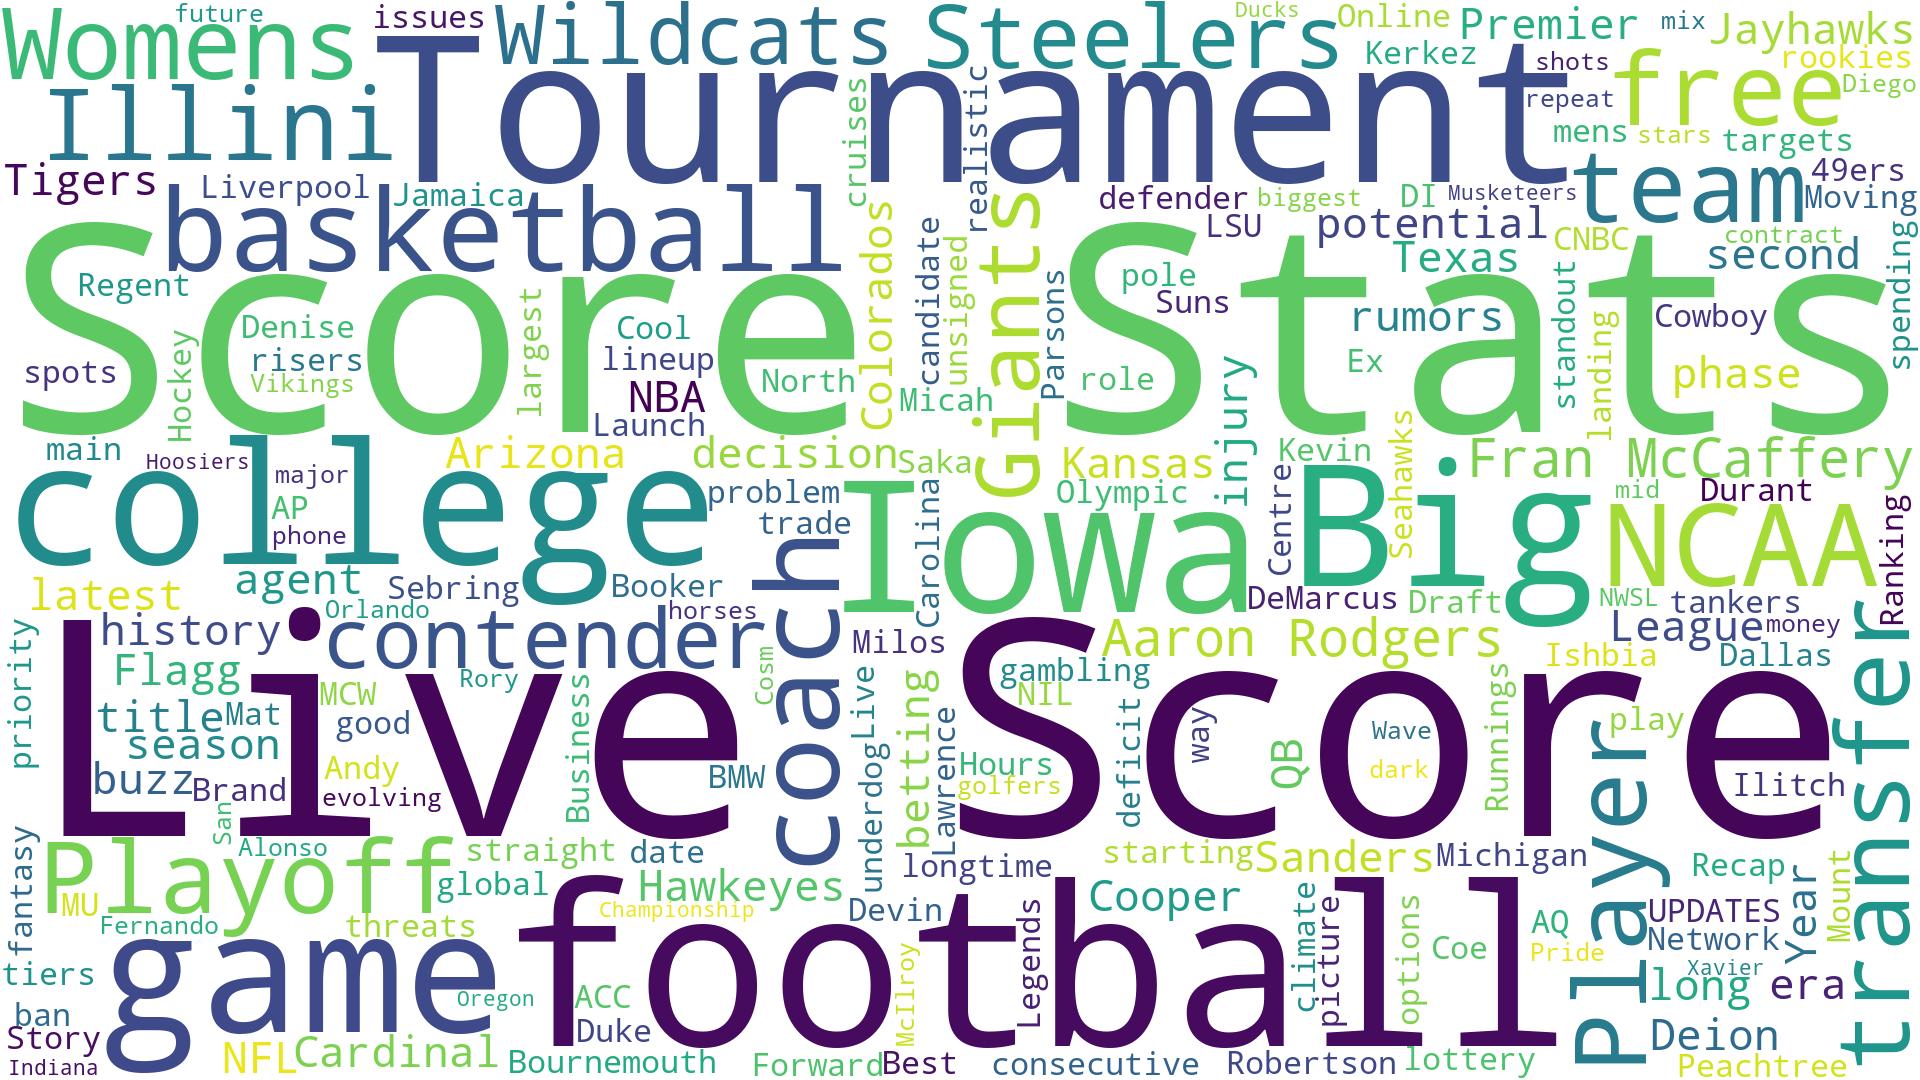 Womens
future
issues
Wildcats
Steelers
Ducks
Online
Premier
mix
Jayhawks
Kerkez
rookies
shots
free
Diego
Illini
Tournament
repeat
cruises
realistic
mens
stars
targets
Tigers
Liverpool
Jamaica
basketball
defender
biggest
DI
Musketeers
team
49ers
Moving
LSU
potential
CNBC
contract
Texas
second
spending
Score
Regent
Colorados
candidate
unsigned
Giants
Parsons
Stats
pole
Suns
rumors
standout
landing
Cowboy
Denise
largest
Cool
risers
lineup
spots
Hockey
Vikings
NBA
North
Micah
role
Ex
phase
Launch
injury
Seahawks
main
Hoosiers
major
Arizona
decision
Saka
Kansas
Kevin
Fran McCaffery
college
AP
phone
problem
trade
Carolina
Iowa
Olympic
Centre
Big
mid
Durant
NCAA
Ranking
coach
latest
agent
Sebring
Booker
DeMarcus
Draft
NWSL
tankers
Orlando
horses
history
contender
Milos
Aaron Rodgers
League
money
priority
Flagg
Rory
Cosm
gambling
Ishbia
Dallas
transfer
Live Score
MCW
NIL
title
Mat
good
Business
Live
betting
Lawrence
deficit
way
Wave
Runnings
play
Player
season
buzz
Brand
Andy
evolving
BMW
underdog
Hours
golfers
QB
dark
Ilitch
San
Alonso
straight
date
longtime
starting
Sanders
Michigan
Recap
Mount
fantasy
Playoff
MU
global
Hawkeyes
Cooper
climate
Championship
Devin
Legends
picture
options
UPDATES
Year
Fernando
threats
football
AQ
Network
Coe
Pride
Xavier
tiers
game
Oregon
ACC
McIlroy
long
era
ban
Story
Duke
Deion
Indiana
NFL
Cardinal
Bournemouth
Forward
Best
consecutive
Robertson
lottery
Peachtree